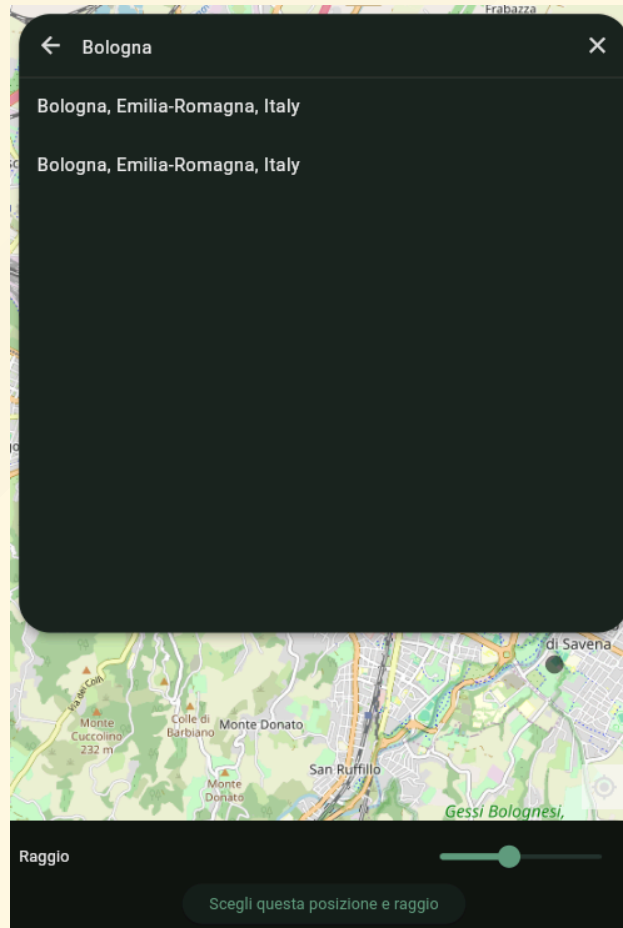 Frabazza
Bologna
Bologna, Emilia-Romagna, Italy
Bologna, Emilia-Romagna, Italy
di Savena
Via dei Colli
Monte
Cuccolino
232 m
Colle di
Barbiano
Monte Donato
San Ruffillo
Monte
Donato
Gessi Bolognesi,
Raggio
Scegli questa posizione e raggio